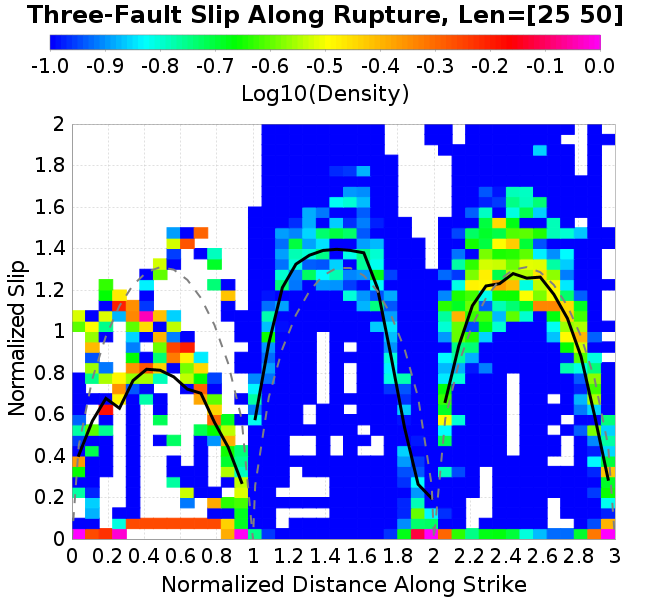 Three-Fault Slip Along Rupture, Len=[25 50]
-1.0 -0.9 -0.8 -0.7 -0.6 -0.5 -0.4 -0.3 -0.2 -0.1 0.0
Log10(Density)
2
1.8
1.6
1.4
1.2
1
0.8
0.6
0.4
0.2
0
Normalized Slip
0 0.2 0.4 0.6 0.8 1 1.2 1.4 1.6 1.8 2 2.2 2.4 2.6 2.8 3
Normalized Distance Along Strike